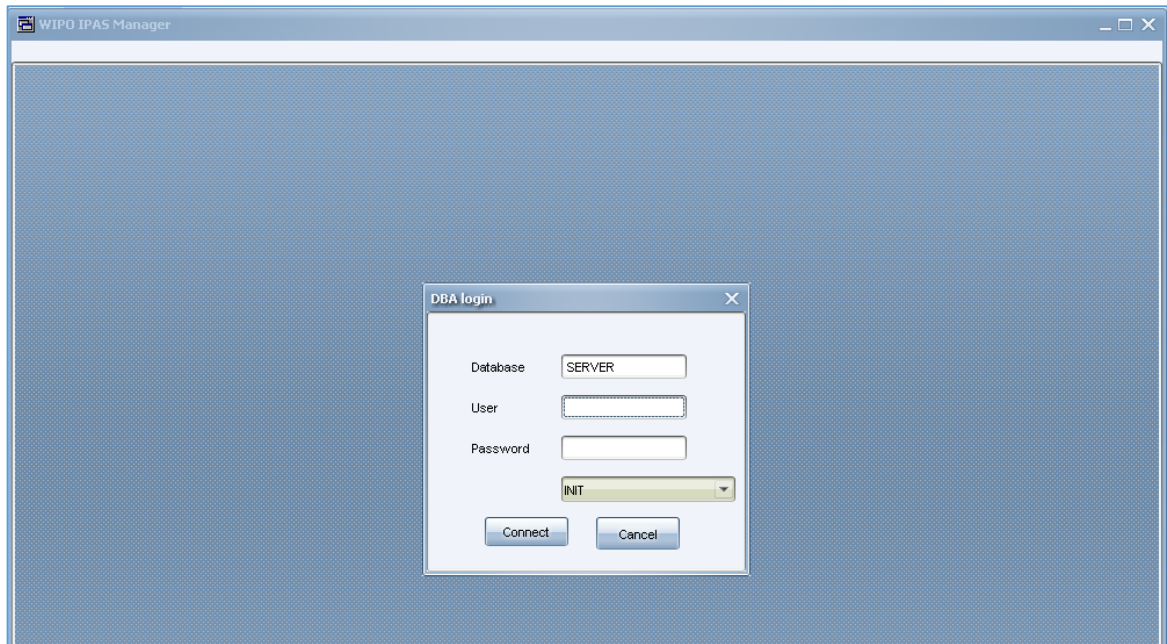 WIPO IPAS Manager
DBA login
Database SERVER
User
Password
INIT
Connect Cancel